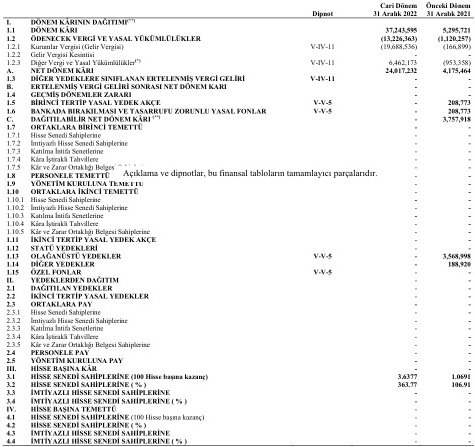 Dipnot Cari Dönem 31 Aralık 2022 Önceki Dönem 31 Aralık 2021
I. DÖNEM KÂRININ DAĞITIMI(**)
1.1 DÖNEM KÂRI 37,243,595 5,295,721
1.2 ÖDENECEK VERGİ VE YASAL YÜKÜMLÜLÜKLER (13,226,363) (1,120,257)
1.2.1 Kurumlar Vergisi (Gelir Vergisi) V-IV-11 (19,688,536) (166,899)
1.2.2 Gelir Vergisi Kesintisi - -
1.2.3 Diğer Vergi ve Yasal Yükümlülükler(*) V-IV-11 6,462,173 (953,358)
A. NET DÖNEM KÂRI 24,017,232 4,175,464
1.3 DİĞER YEDEKLERE SINIFLANAN ERTELENMİŞ VERGİ GELİRİ V-IV-11 - -
B. ERTELENMİŞ VERGİ GELİRİ SONRASI NET DÖNEM KARI - -
1.4 GEÇMİŞ DÖNEMLER ZARARI - -
1.5 BİRİNCİ TERTİP YASAL YEDEK AKÇE V-V-5 - 208,773
1.6 BANKADA BIRAKILMASI VE TASARRUFU ZORUNLU YASAL FONLAR V-V-5 - 208,773
C. DAĞITILABİLİR NET DÖNEM KÂRI (**) - 3,757,918
1.7 ORTAKLARA BİRİNCİ TEMETTÜ - -
1.7.1 Hisse Senedi Sahiplerine - -
1.7.2 İmtiyazlı Hisse Senedi Sahiplerine - -
1.7.3 Katılma İntifa Senetlerine - -
1.7.4 Kâra İştirakli Tahvillere - -
1.7.5 Kâr ve Zarar Ortaklığı Belges
Açıklama ve dipnotlar, bu finansal tabloların tamamlayıcı parçalarıdır.
1.8 PERSONELE TEMETTÜ
1.9 YÖNETİM KURULUNA TEMETTÜ - -
1.10 ORTAKLARA İKİNCİ TEMETTÜ - -
1.10.1 Hisse Senedi Sahiplerine - -
1.10.2 İmtiyazlı Hisse Senedi Sahiplerine - -
1.10.3 Katılma İntifa Senetlerine - -
1.10.4 Kâra İştirakli Tahvillere - -
1.10.5 Kâr ve Zarar Ortaklığı Belgesi Sahiplerine - -
1.11 İKİNCİ TERTİP YASAL YEDEK AKÇE - -
1.12 STATÜ YEDEKLERİ - -
1.13 OLAĞANÜSTÜ YEDEKLER V-V-5 - 3,568,998
1.14 DİĞER YEDEKLER - 188,920
1.15 ÖZEL FONLAR V-V-5 - -
II. YEDEKLERDEN DAĞITIM - -
2.1 DAĞITILAN YEDEKLER - -
2.2 İKİNCİ TERTİP YASAL YEDEKLER - -
2.3 ORTAKLARA PAY - -
2.3.1 Hisse Senedi Sahiplerine - -
2.3.2 İmtiyazlı Hisse Senedi Sahiplerine - -
2.3.3 Katılma İntifa Senetlerine - -
2.3.4 Kâra İştirakli Tahvillere - -
2.3.5 Kâr ve Zarar Ortaklığı Belgesi Sahiplerine - -
2.4 PERSONELE PAY - -
2.5 YÖNETİM KURULUNA PAY - -
III. HİSSE BAŞINA KÂR
3.1 HİSSE SENEDİ SAHİPLERİNE (100 Hisse başına kazanç) 3.6377 1.0691
3.2 HİSSE SENEDİ SAHİPLERİNE ( % ) 363.77 106.91
3.3 İMTİYAZLI HİSSE SENEDİ SAHİPLERİNE - -
3.4 İMTİYAZLI HİSSE SENEDİ SAHİPLERİNE ( % ) - -
IV. HİSSE BAŞINA TEMETTÜ - -
4.1 HİSSE SENEDİ SAHİPLERİNE (100 Hisse başına kazanç) - -
4.2 HİSSE SENEDİ SAHİPLERİNE ( % ) - -
4.3 İMTİYAZLI HİSSE SENEDİ SAHİPLERİNE - -
4.4 İMTİYAZLI HİSSE SENEDİ SAHİPLERİNE ( % ) - -